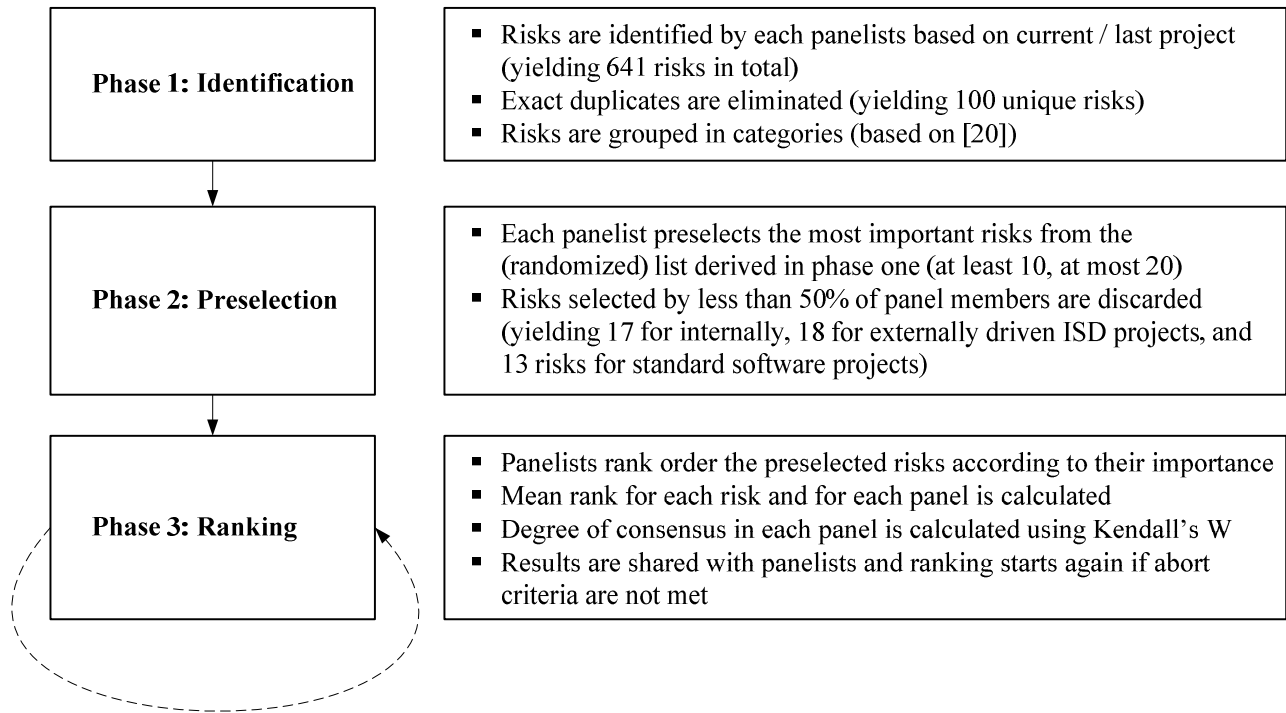 Phase 1: Identification
▪ Risks are identified by each panelists based on current / last project
(yielding 641 risks in total)
▪ Exact duplicates are eliminated (yielding 100 unique risks)
▪ Risks are grouped in categories (based on [20])
Phase 2: Preselection
▪ Each panelist preselects the most important risks from the
(randomized) list derived in phase one (at least 10, at most 20)
▪ Risks selected by less than 50% of panel members are discarded
(yielding 17 for internally, 18 for externally driven ISD projects, and
13 risks for standard software projects)
Phase 3: Ranking
▪ Panelists rank order the preselected risks according to their importance
▪ Mean rank for each risk and for each panel is calculated
▪ Degree of consensus in each panel is calculated using Kendall’s W
▪ Results are shared with panelists and ranking starts again if abort
criteria are not met